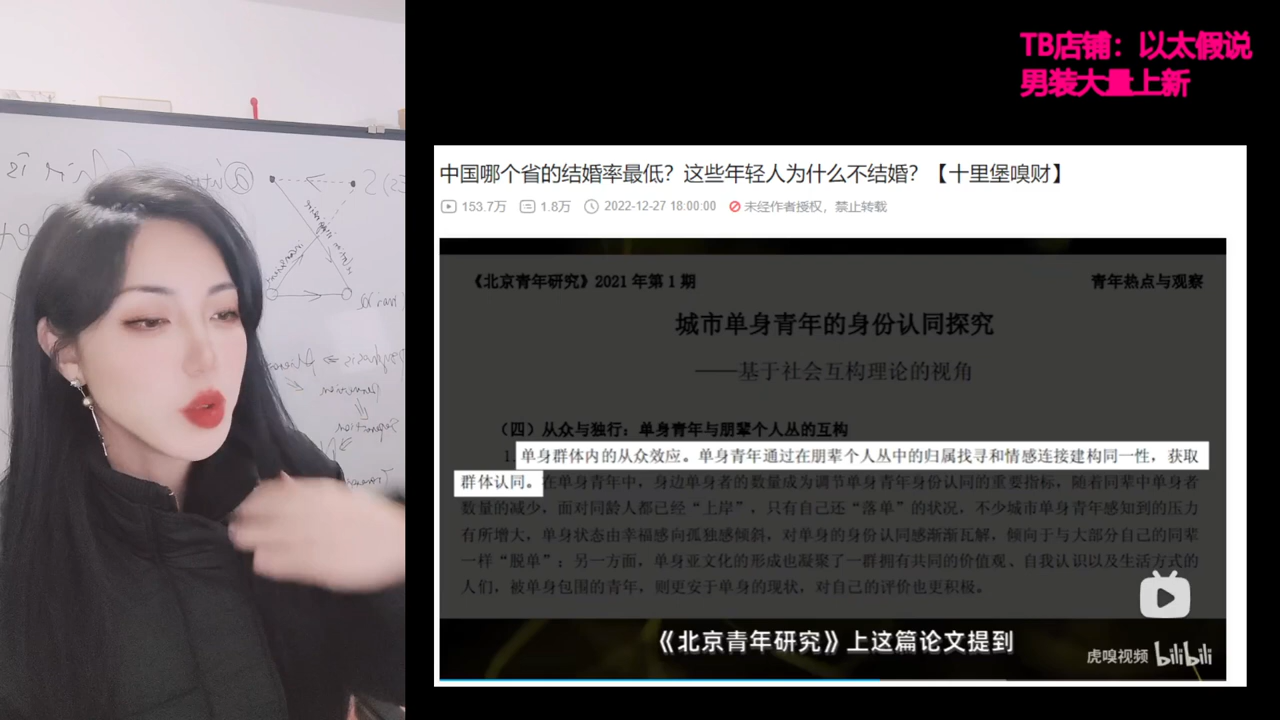 TB店铺：以太假说
男装大量上新
中国哪个省的结婚率最低？这些年轻人为什么不结婚？【十里堡嗅财】
153.7万 1.8万 2022-12-27 18:00:00 未经作者授权，禁止转载
《北京青年研究》2021年第1期 青年热点与观察
城市单身青年的身份认同探究
——基于社会互构理论的视角
（四）从众与独行：单身青年与朋辈个人丛的互构
1.单身群体内的从众效应。单身青年通过在朋辈个人丛中的归属找寻和情感连接建构同一性，获取
群体认同。在单身青年中，身边单身者的数量成为调节单身青年身份认同的重要指标，随着同辈中单身者
数量的减少，面对同龄人都已经“上岸”，只有自己还“落单”的状况，不少城市单身青年感知到的压力
有所增大，单身状态由幸福感向孤独感倾斜，对单身的身份认同感渐渐瓦解，倾向于与大部分自己的同辈
一样“脱单”；另一方面，单身亚文化的形成也凝聚了一群拥有共同的价值观、自我认识以及生活方式的
人们，被单身包围的青年，则更安于单身的现状，对自己的评价也更积极。
《北京青年研究》上这篇论文提到
虎嗅视频 bilibili